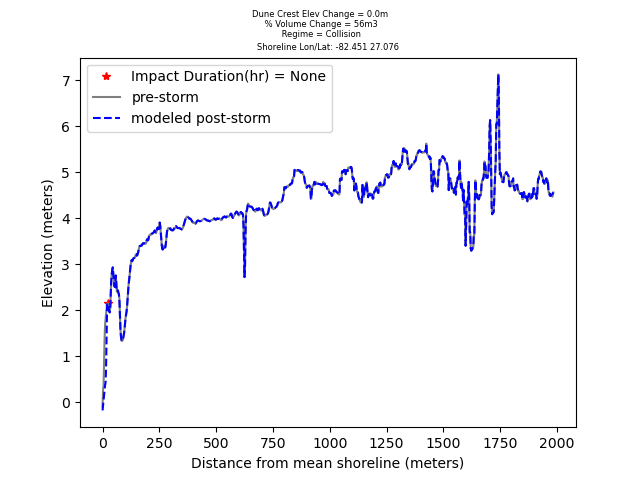 Dune Crest Elev Change = 0.0m
% Volume Change = 56m3
Regime = Collision
Shoreline Lon/Lat: -82.451 27.076
Impact Duration(hr) = None
pre-storm
modeled post-storm
Elevation (meters)
7
6
5
4
3
2
1
0
0 250 500 750 1000 1250 1500 1750 2000
Distance from mean shoreline (meters)